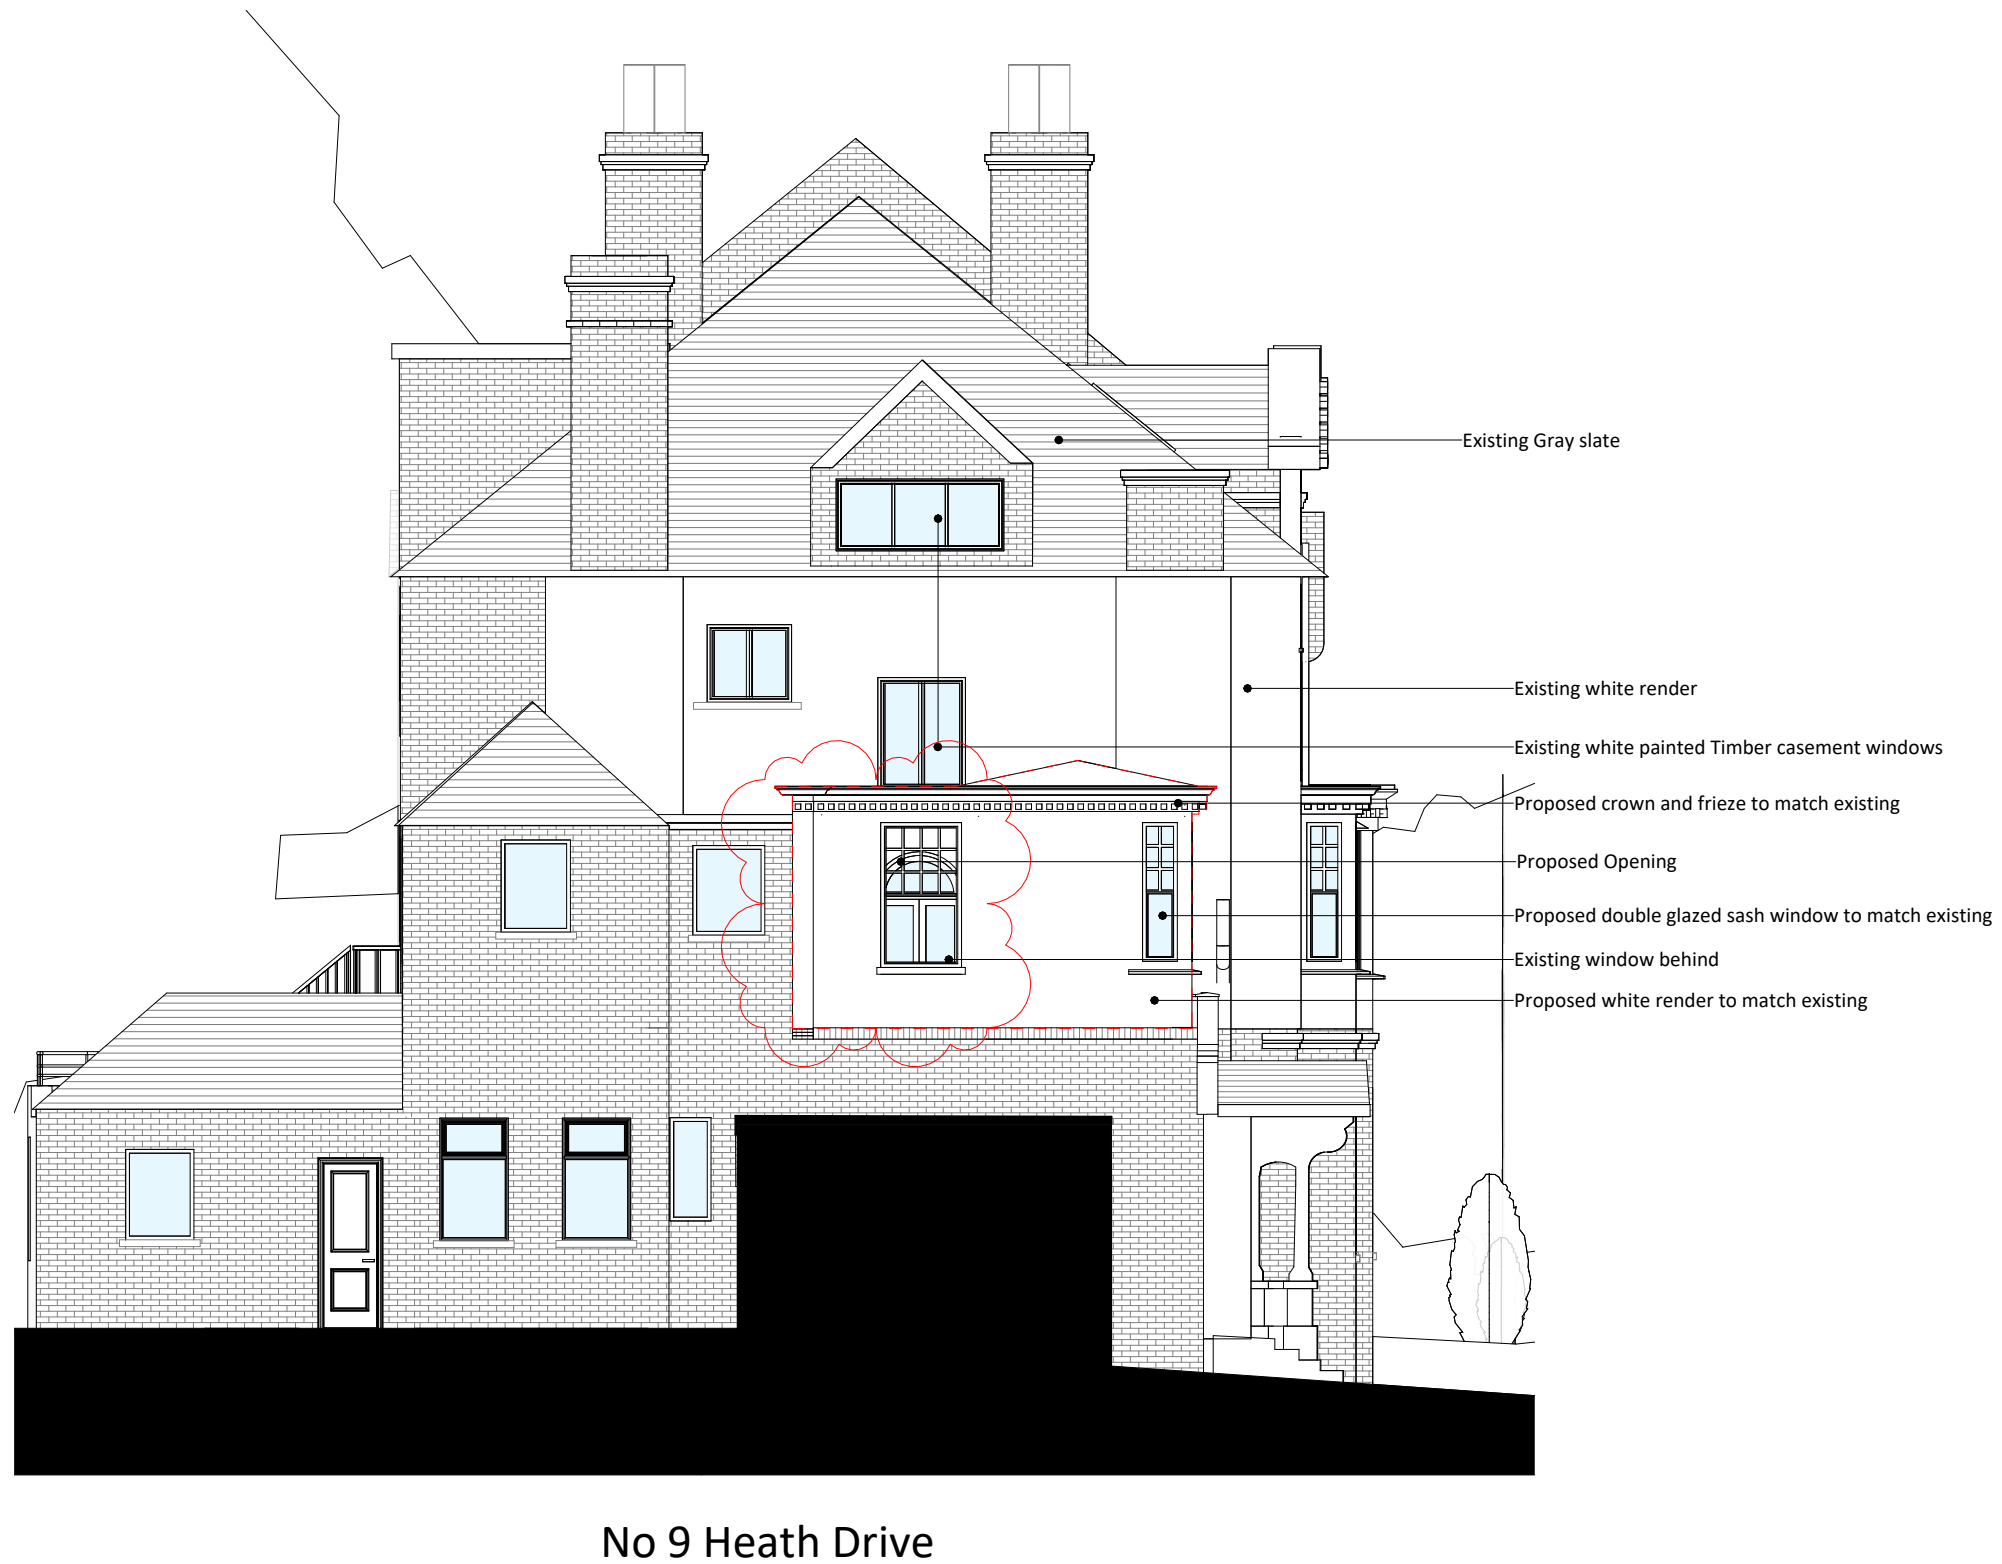 Existing Gray slate
Existing white render
Existing white painted Timber casement windows
Proposed crown and frieze to match existing
Proposed Opening
Proposed double glazed sash window to match existing
Existing window behind
Proposed white render to match existing
No 9 Heath Drive